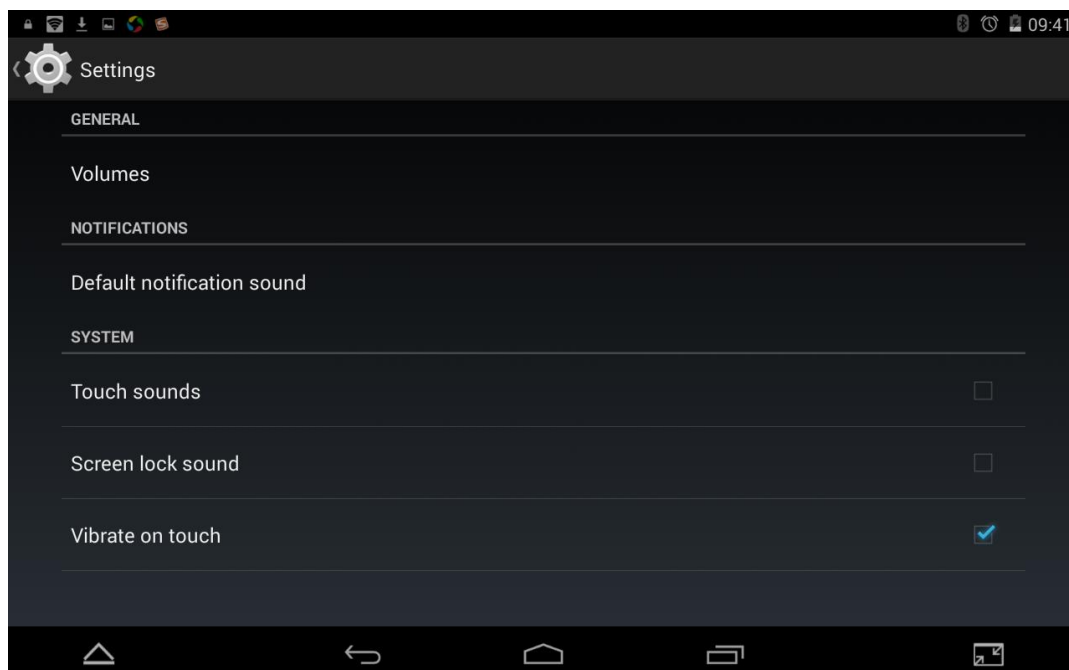 09:41
Settings
GENERAL
Volumes
NOTIFICATIONS
Default notification sound
SYSTEM
Touch sounds
Screen lock sound
Vibrate on touch